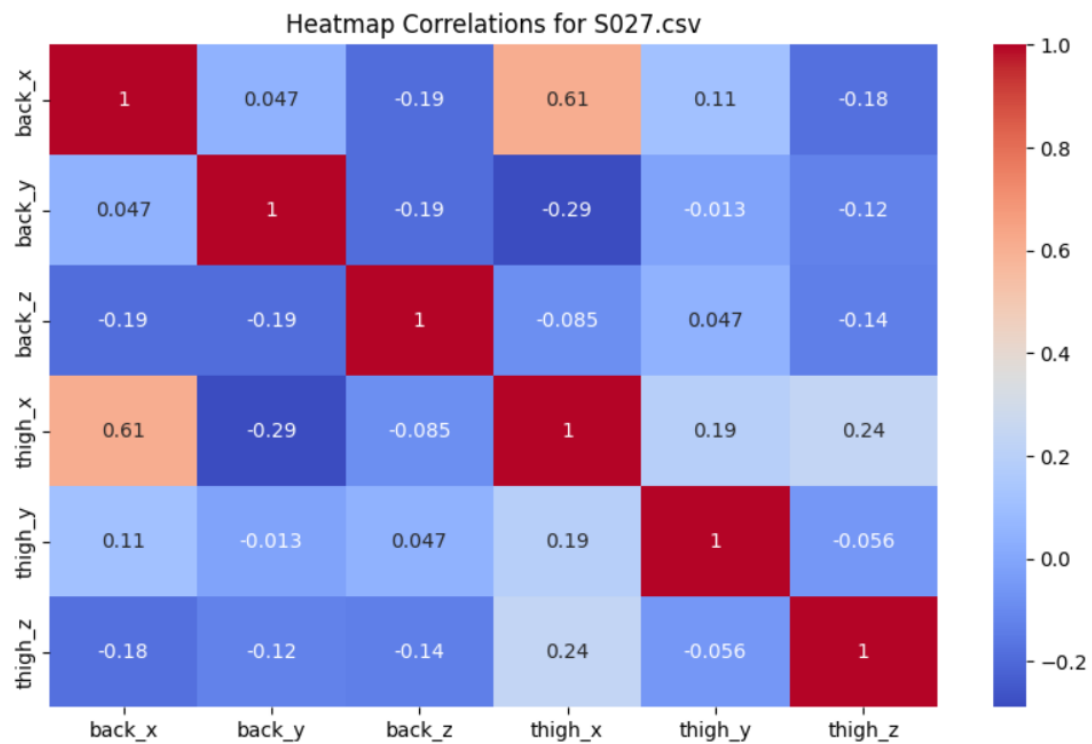 Heatmap Correlations for S027.csv
back_x 1 0.047 -0.19 0.61 0.11 -0.18
back_y 0.047 1 -0.19 -0.29 -0.013 -0.12
back_z -0.19 -0.19 1 -0.085 0.047 -0.14
thigh_x 0.61 -0.29 -0.085 1 0.19 0.24
thigh_y 0.11 -0.013 0.047 0.19 1 -0.056
thigh_z -0.18 -0.12 -0.14 0.24 -0.056 1
back_x back_y back_z thigh_x thigh_y thigh_z
1.0
0.8
0.6
0.4
0.2
0.0
−0.2